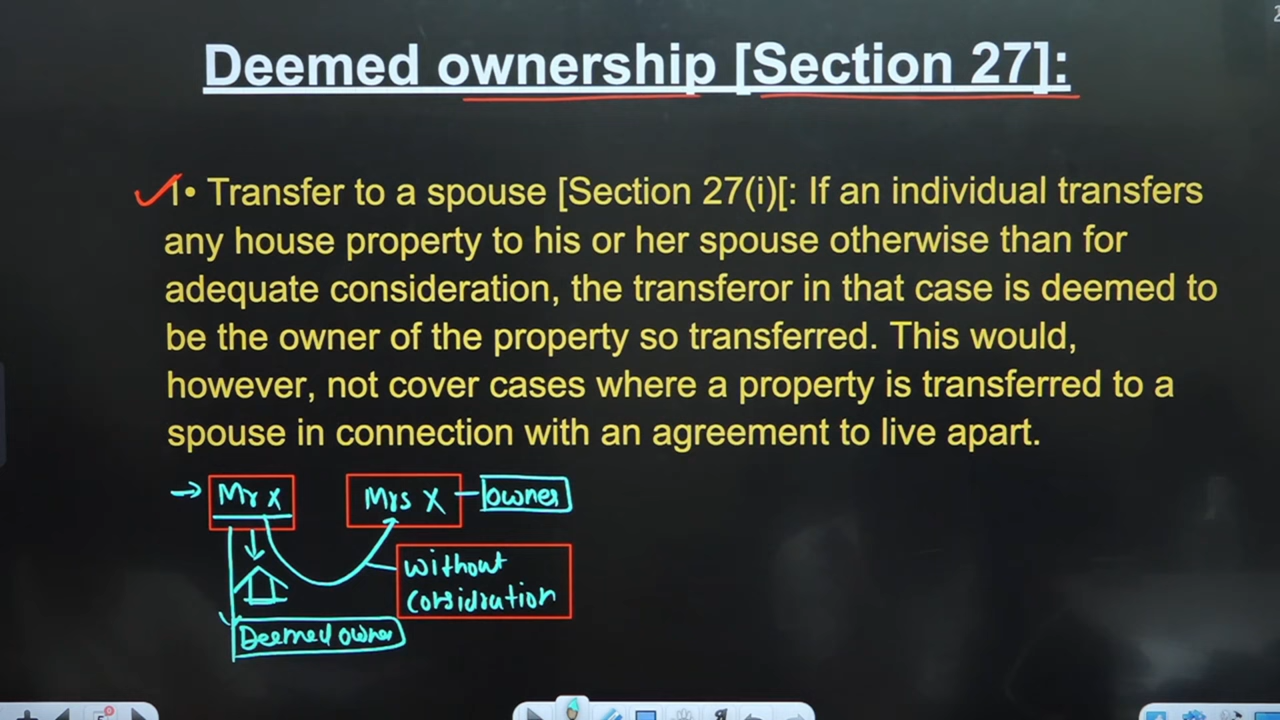 Deemed ownership [Section 27]:
1• Transfer to a spouse [Section 27(i)[: If an individual transfers
any house property to his or her spouse otherwise than for
adequate consideration, the transferor in that case is deemed to
be the owner of the property so transferred. This would,
however, not cover cases where a property is transferred to a
spouse in connection with an agreement to live apart.
Mr X Mrs X owner
without
consideration
Deemed owner